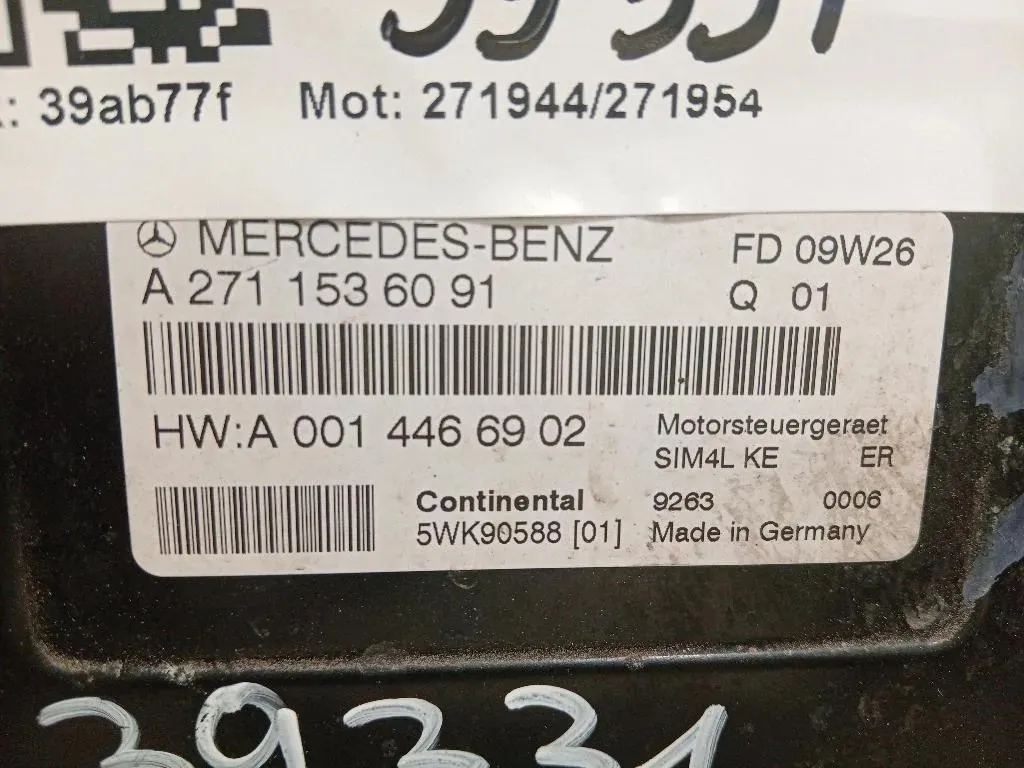 39ab77f Mot: 271944/271954
MERCEDES-BENZ FD 09W26
A 271 153 60 91 Q 01
HW:A 001 446 69 02 Motorsteuergeraet
SIM4L KE ER
Continental 9263 0006
5WK90588 [01] Made in Germany
39331